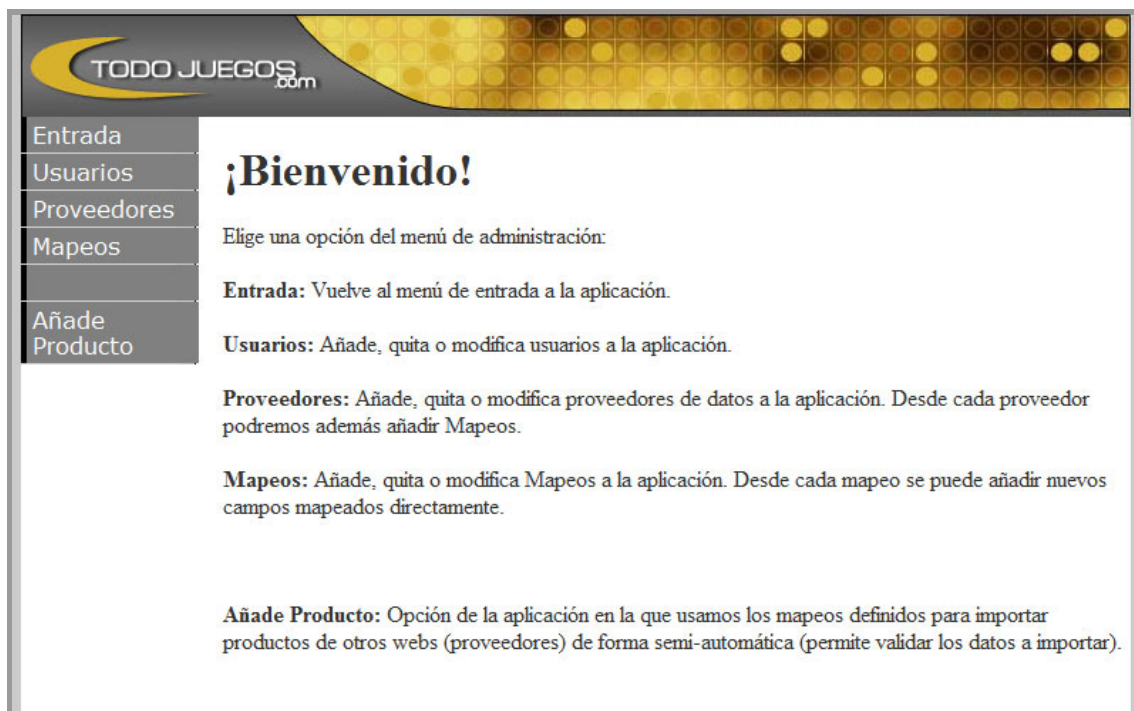 TODO JUEGOS
.com
Entrada
Usuarios
Proveedores
Mapeos
Añade
Producto
¡Bienvenido!
Elige una opción del menú de administración:
Entrada: Vuelve al menú de entrada a la aplicación.
Usuarios: Añade, quita o modifica usuarios a la aplicación.
Proveedores: Añade, quita o modifica proveedores de datos a la aplicación. Desde cada proveedor
podremos además añadir Mapeos.
Mapeos: Añade, quita o modifica Mapeos a la aplicación. Desde cada mapeo se puede añadir nuevos
campos mapeados directamente.
Añade Producto: Opción de la aplicación en la que usamos los mapeos definidos para importar
productos de otros webs (proveedores) de forma semi-automática (permite validar los datos a importar).